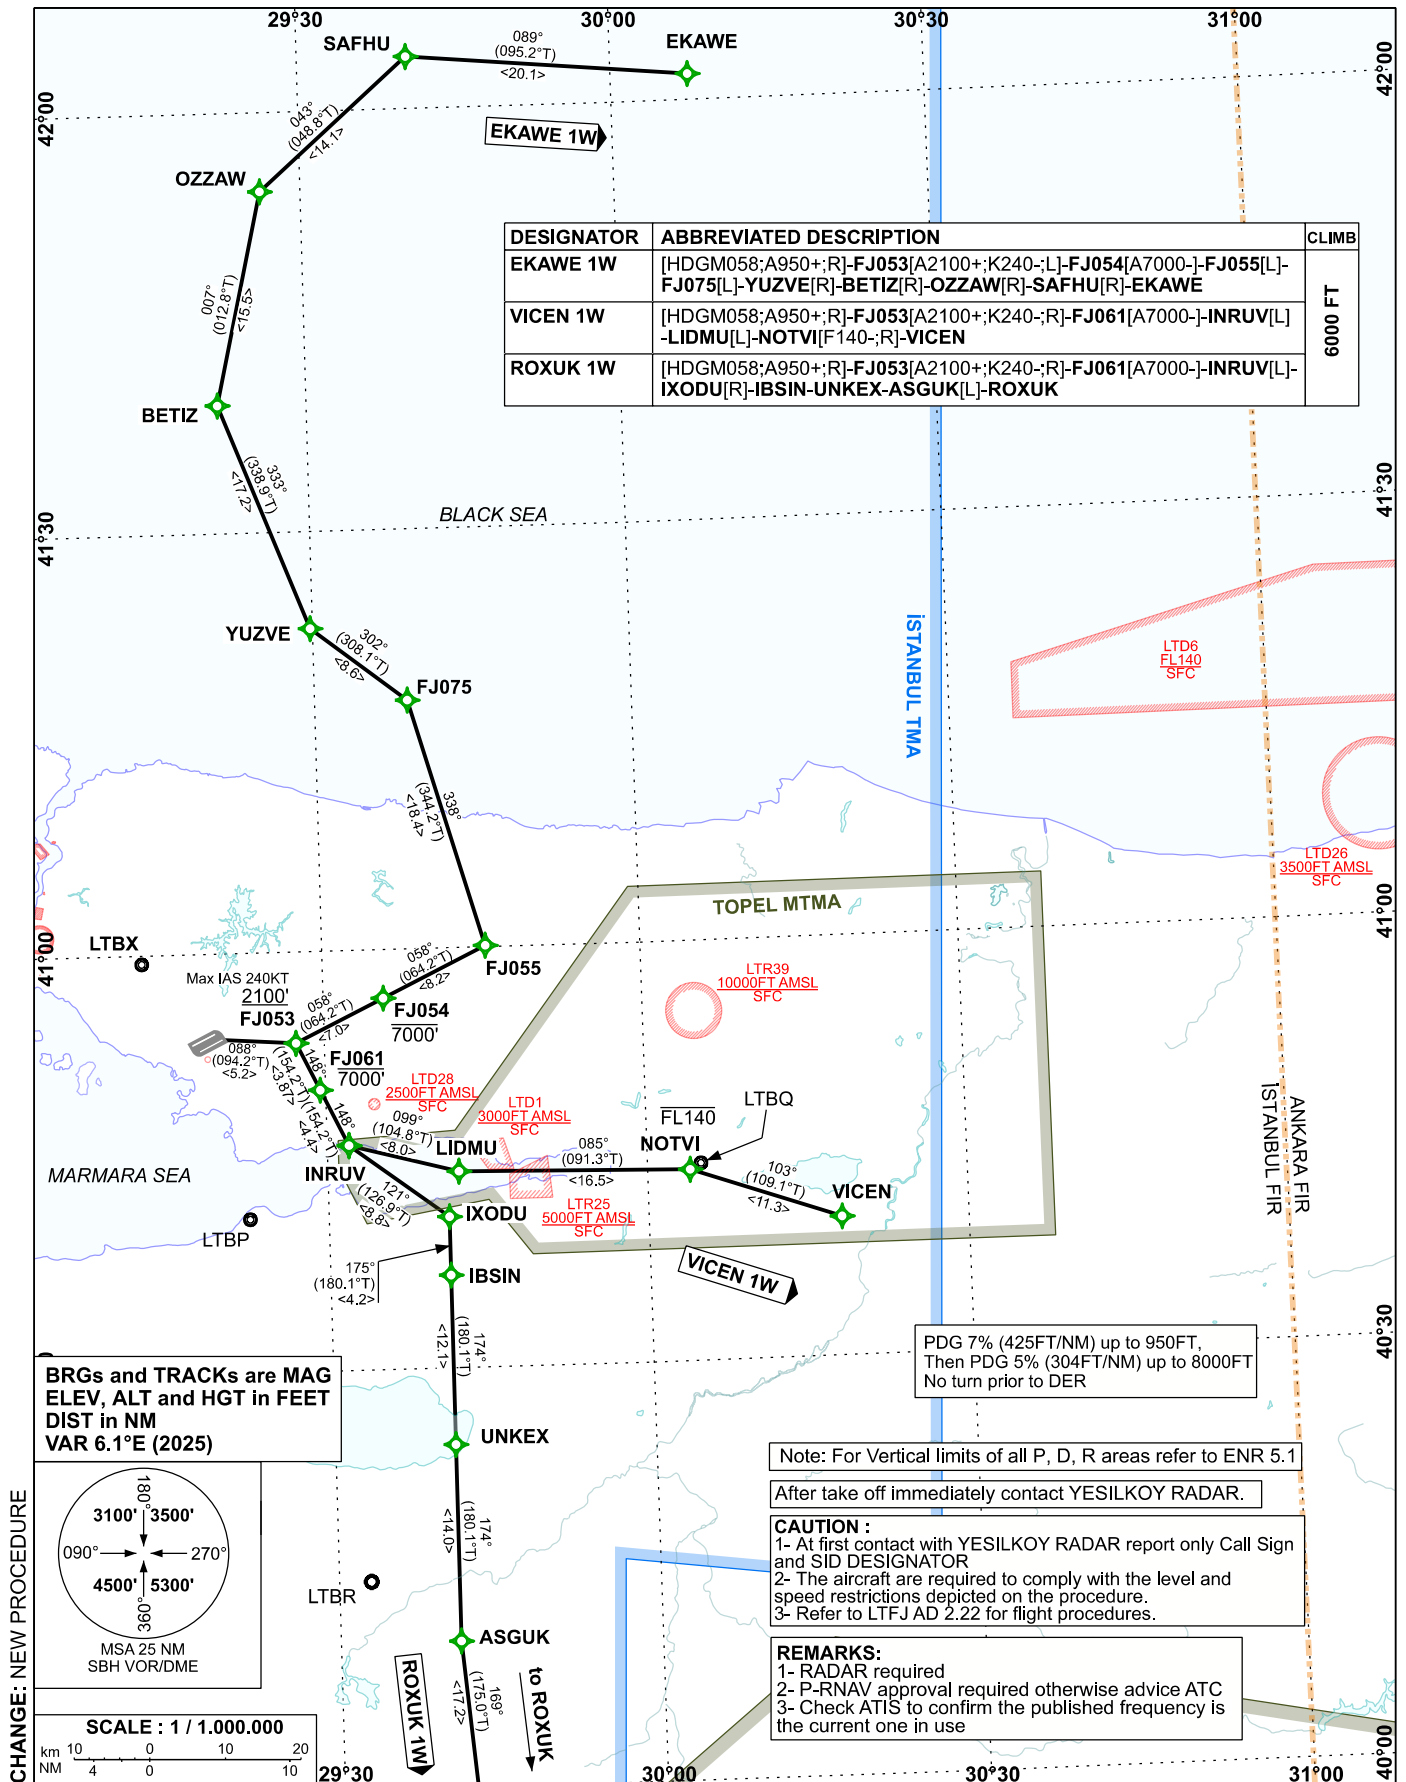 29°30
30°00
30°30
31°00
SAFHU
089°
(095.2°T)
<20.1>
EKAWE
42°00
42°00
043°
(048.8°T)
<14.1>
EKAWE 1W
OZZAW
DESIGNATOR
ABBREVIATED DESCRIPTION
CLIMB
EKAWE 1W
[HDGM058;A950+;R]-FJ053[A2100+;K240-;L]-FJ054[A7000-]-FJ055[L]-
FJ075[L]-YUZVE[R]-BETIZ[R]-OZZAW[R]-SAFHU[R]-EKAWE
VICEN 1W
[HDGM058;A950+;R]-FJ053[A2100+;K240-;R]-FJ061[A7000-]-INRUV[L]
-LIDMU[L]-NOTVI[F140-;R]-VICEN
ROXUK 1W
[HDGM058;A950+;R]-FJ053[A2100+;K240-;R]-FJ061[A7000-]-INRUV[L]-
IXODU[R]-IBSIN-UNKEX-ASGUK[L]-ROXUK
6000 FT
007°
(012.8°T)
<15.5>
BETIZ
333°
(338.9°T)
<17.2>
BLACK SEA
41°30
41°30
YUZVE
302°
(308.1°T)
<8.6>
FJ075
İSTANBUL TMA
LTD6
FL140
SFC
338°
(344.2°T)
<18.4>
LTD26
3500FT AMSL
SFC
TOPEL MTMA
41°00
41°00
LTBX
FJ055
058°
(064.2°T)
<8.2>
Max IAS 240KT
2100'
FJ053
058°
(064.2°T)
<7.0>
FJ054
7000'
LTR39
10000FT AMSL
SFC
088°
(094.2°T)
<5.2>
148°
(154.2°T)
<3.87>
FJ061
7000'
LTD28
2500FT AMSL
SFC
LTD1
3000FT AMSL
SFC
148°
(154.2°T)
<4.4>
099°
(104.8°T)
<8.0>
LIDMU
085°
(091.3°T)
<16.5>
FL140
NOTVI
LTBQ
103°
(109.1°T)
<11.3>
VICEN
ANKARA FIR
İSTANBUL FIR
MARMARA SEA
INRUV
121°
(126.9°T)
<8.8>
IXODU
LTR25
5000FT AMSL
SFC
LTBP
175°
(180.1°T)
<4.2>
IBSIN
VICEN 1W
174°
(180.1°T)
<12.1>
40°30
PDG 7% (425FT/NM) up to 950FT,
Then PDG 5% (304FT/NM) up to 8000FT
No turn prior to DER
BRGs and TRACKs are MAG
ELEV, ALT and HGT in FEET
DIST in NM
VAR 6.1°E (2025)
UNKEX
Note: For Vertical limits of all P, D, R areas refer to ENR 5.1
After take off immediately contact YESILKOY RADAR.
180°
3100' 3500'
090° 270°
4500' 5300'
360°
MSA 25 NM
SBH VOR/DME
174°
(180.1°T)
<14.0>
CAUTION :
1- At first contact with YESILKOY RADAR report only Call Sign
and SID DESIGNATOR
2- The aircraft are required to comply with the level and
speed restrictions depicted on the procedure.
3- Refer to LTFJ AD 2.22 for flight procedures.
LTBR
ASGUK
REMARKS:
1- RADAR required
2- P-RNAV approval required otherwise advice ATC
3- Check ATIS to confirm the published frequency is
the current one in use
ROXUK 1W
169°
(175.0°T)
<17.2>
to ROXUK
CHANGE: NEW PROCEDURE
SCALE : 1 / 1.000.000
km 10 0 10 20
NM 4 0 10
40°00
29°30
30°00
30°30
31°00